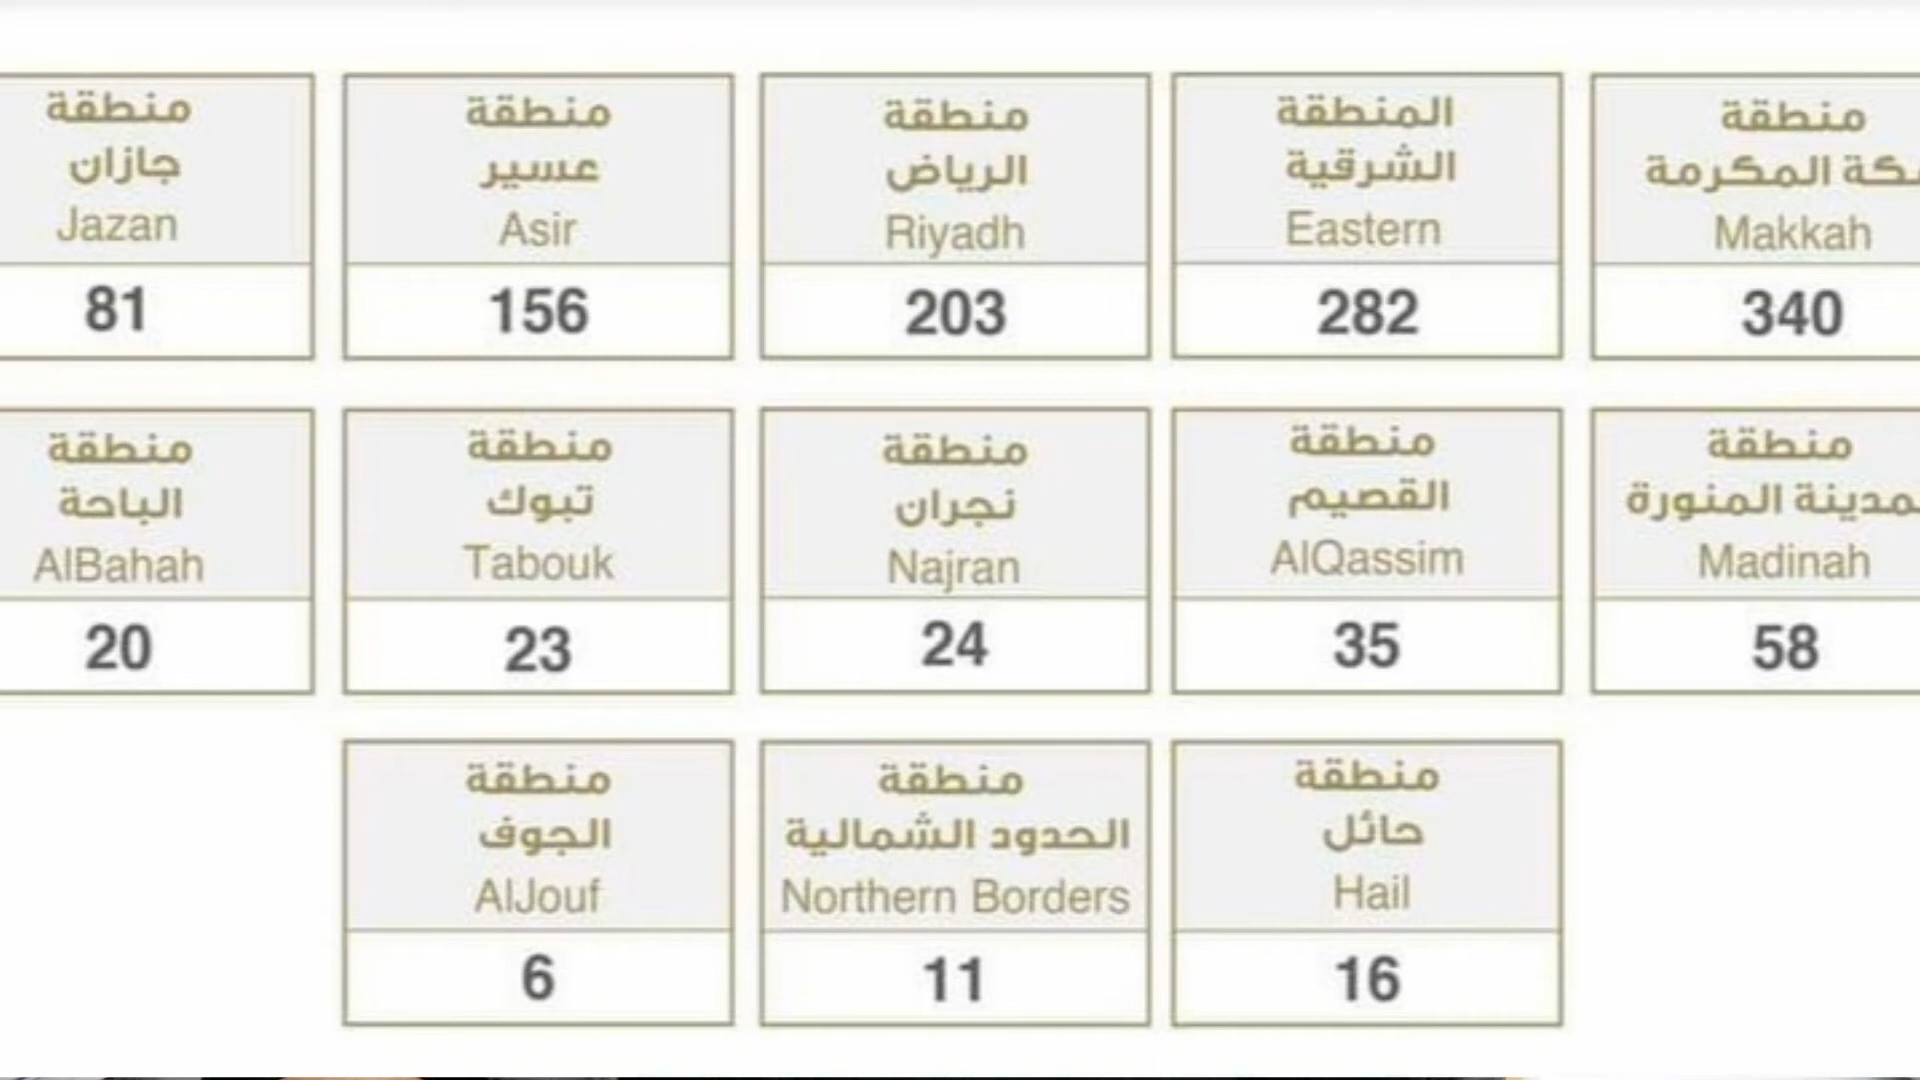 منطقة
مكة المكرمة
Makkah
340
المنطقة
الشرقية
Eastern
282
منطقة
الرياض
Riyadh
203
منطقة
عسير
Asir
156
منطقة
جازان
Jazan
81
منطقة
المدينة المنورة
Madinah
58
منطقة
القصيم
AlQassim
35
منطقة
نجران
Najran
24
منطقة
تبوك
Tabouk
23
منطقة
الباحة
AlBahah
20
منطقة
حائل
Hail
16
منطقة
الحدود الشمالية
Northern Borders
11
منطقة
الجوف
AlJouf
6